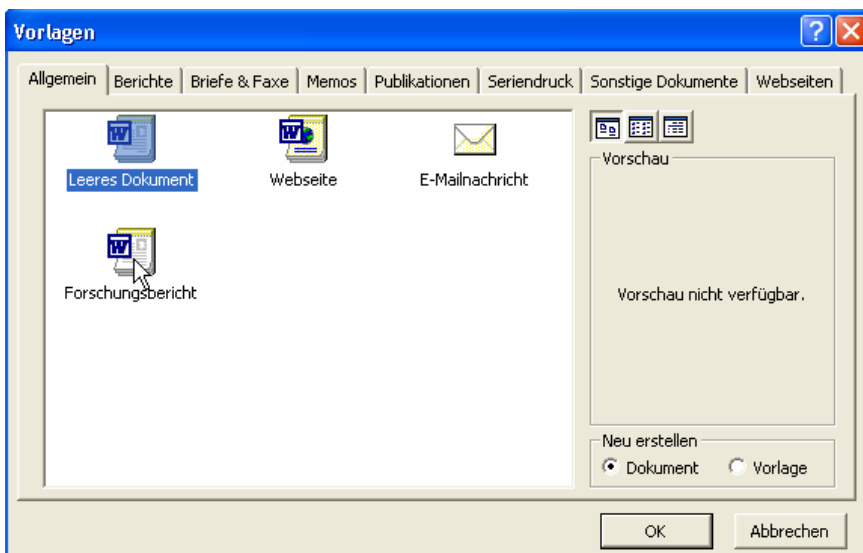 Vorlagen
Allgemein Berichte Briefe & Faxe Memos Publikationen Seriendruck Sonstige Dokumente Webseiten
Leeres Dokument Webseite E-Mailnachricht
Forschungsbericht
Vorschau
Vorschau nicht verfügbar.
Neu erstellen
Dokument Vorlage
OK Abbrechen